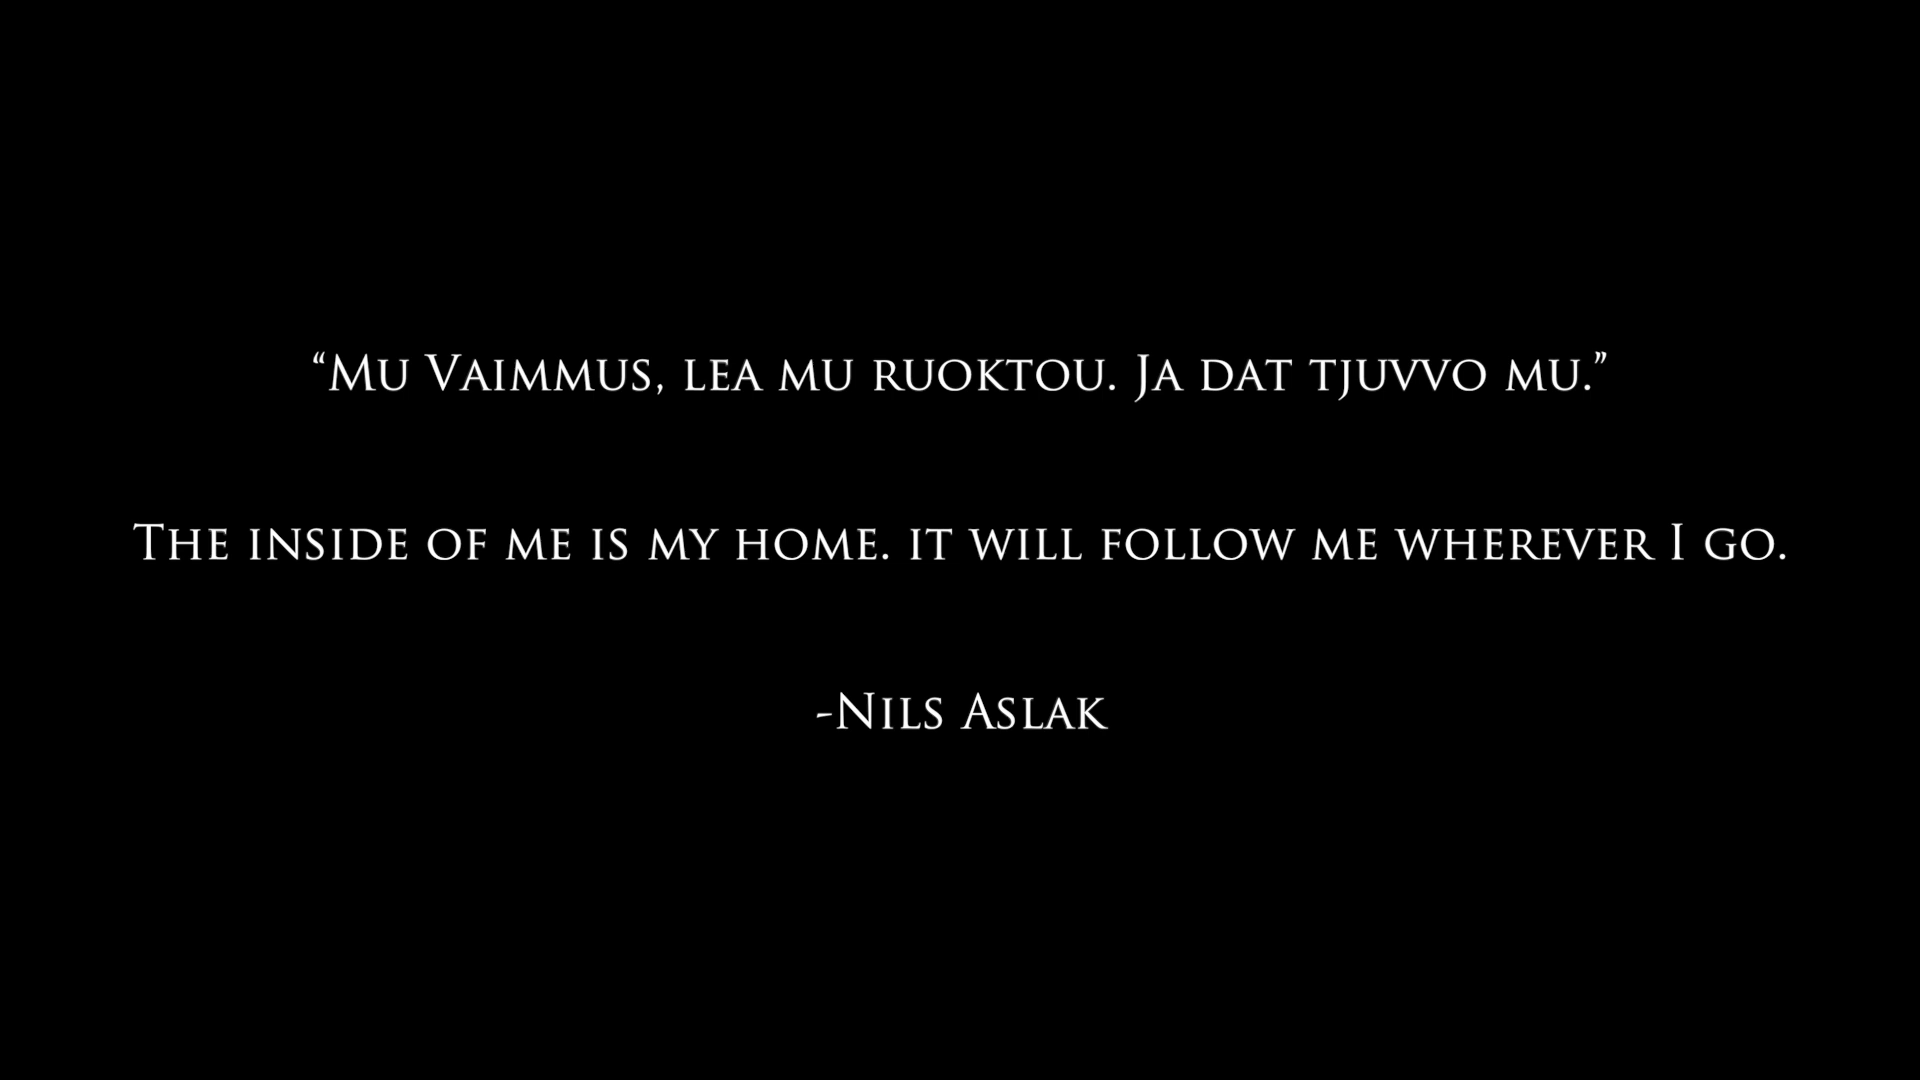 “Mu Vaimmus, lea mu ruoktou. Ja dat tjuvvo mu.”
The inside of me is my home. it will follow me wherever I go.
-Nils Aslak